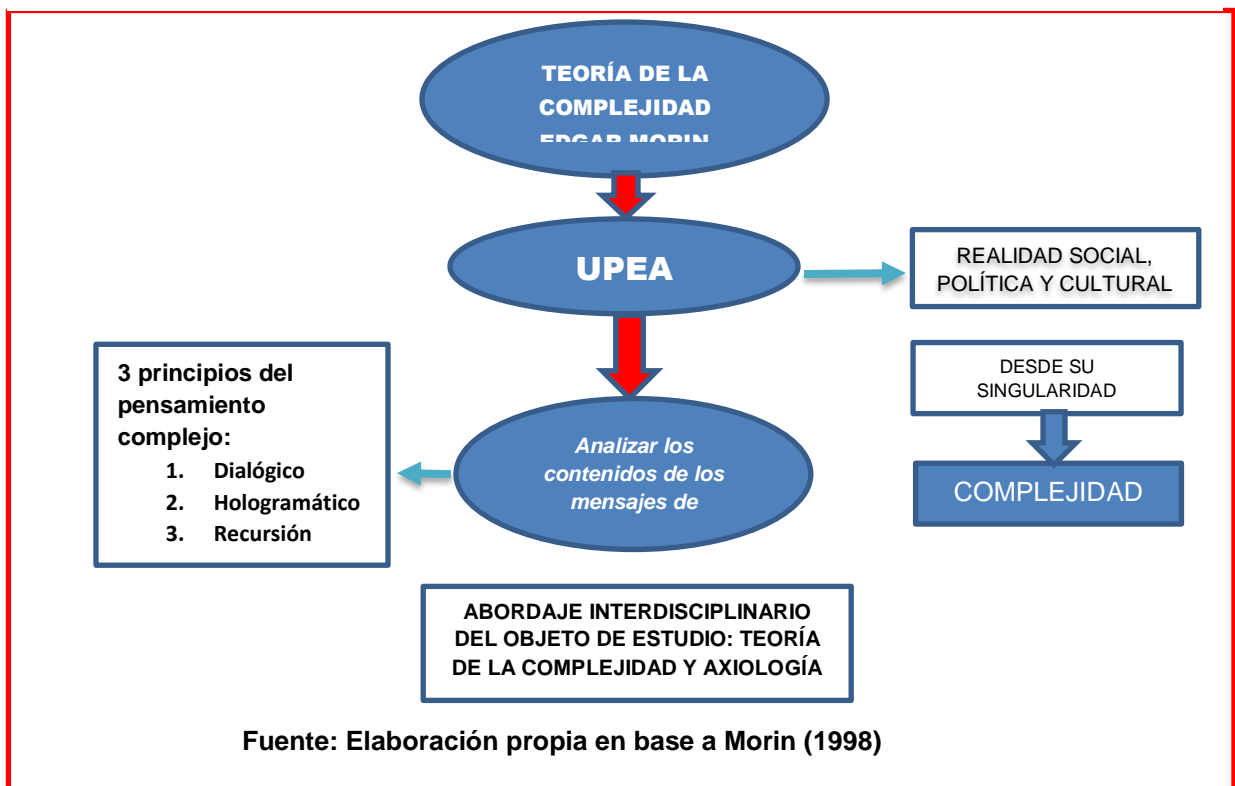 TEORÍA DE LA
COMPLEJIDAD
EDGAR MORIN
UPEA
REALIDAD SOCIAL,
POLÍTICA Y CULTURAL
3 principios del
pensamiento
complejo:
1. Dialógico
2. Hologramático
3. Recursión
Analizar los
contenidos de los
mensajes de
DESDE SU
SINGULARIDAD
COMPLEJIDAD
ABORDAJE INTERDISCIPLINARIO
DEL OBJETO DE ESTUDIO: TEORÍA
DE LA COMPLEJIDAD Y AXIOLOGÍA
Fuente: Elaboración propia en base a Morin (1998)